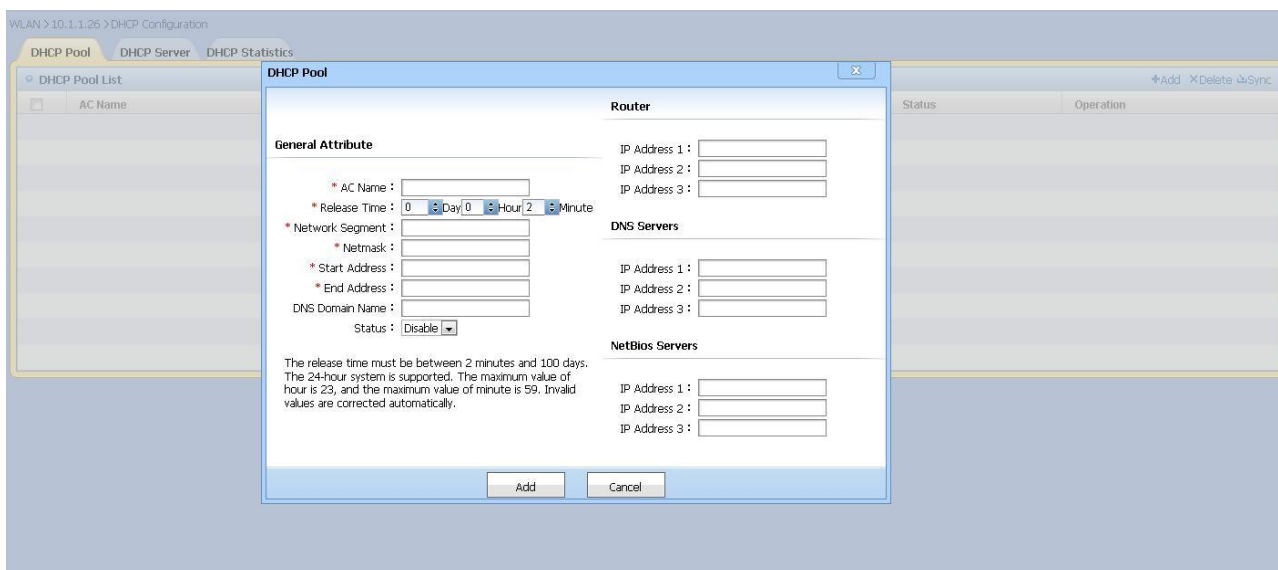 WLAN > 10.1.1.26 > DHCP Configuration
DHCP Pool DHCP Server DHCP Statistics
DHCP Pool List
Add Delete Sync
AC Name Status Operation
DHCP Pool
General Attribute
* AC Name :
* Release Time : 0 Day 0 Hour 2 Minute
* Network Segment :
* Netmask :
* Start Address :
* End Address :
DNS Domain Name :
Status : Disable
The release time must be between 2 minutes and 100 days.
The 24-hour system is supported. The maximum value of
hour is 23, and the maximum value of minute is 59. Invalid
values are corrected automatically.
Router
IP Address 1 :
IP Address 2 :
IP Address 3 :
DNS Servers
IP Address 1 :
IP Address 2 :
IP Address 3 :
NetBios Servers
IP Address 1 :
IP Address 2 :
IP Address 3 :
Add Cancel